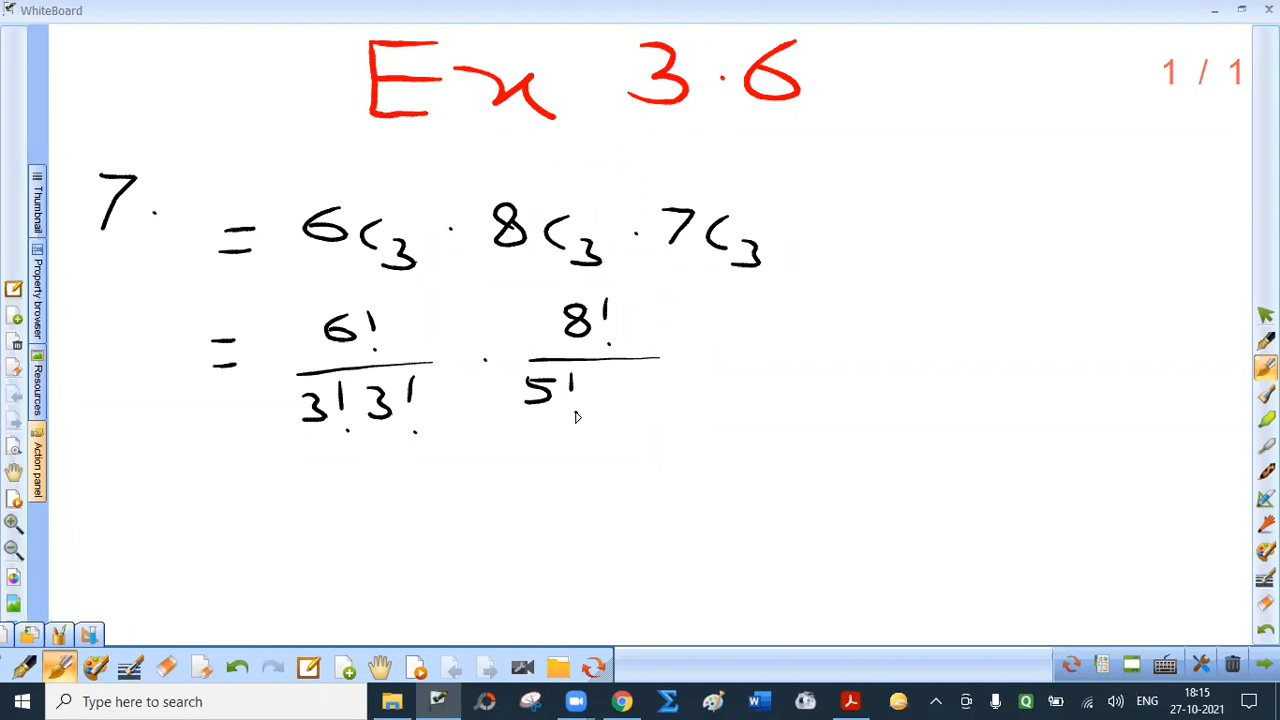 WhiteBoard
Ex 3.6
1 / 1
7. = 6C₃ · 8C₃ · 7C₃
= 6!/(3! 3!) · 8!/5!
Thumbnail
Property browser
Resources
Action panel
Type here to search
ENG
18:15
27-10-2021